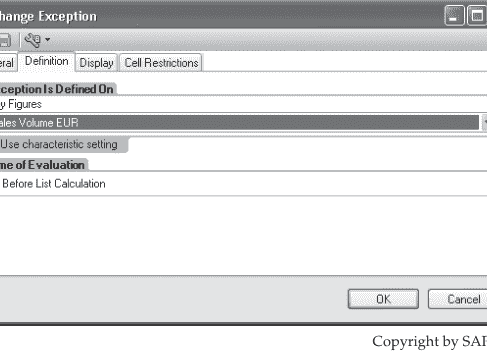 hange Exception
eral Definition Display Cell Restrictions
ception Is Defined On
y Figures
ales Volume EUR
Use characteristic setting
me of Evaluation
Before List Calculation
OK Cancel
Copyright by SAP